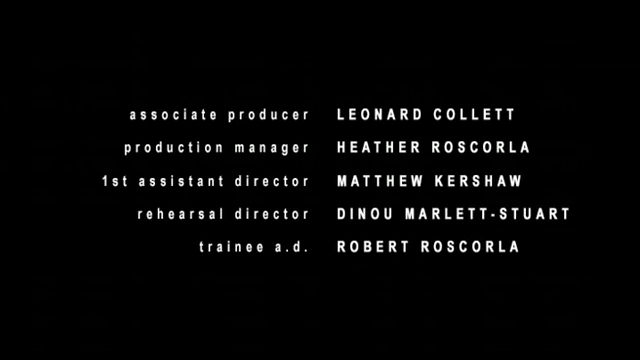 associate producer LEONARD COLLETT
production manager HEATHER ROSCORLA
1st assistant director MATTHEW KERSHAW
rehearsal director DINOU MARLETT-STUART
trainee a.d. ROBERT ROSCORLA